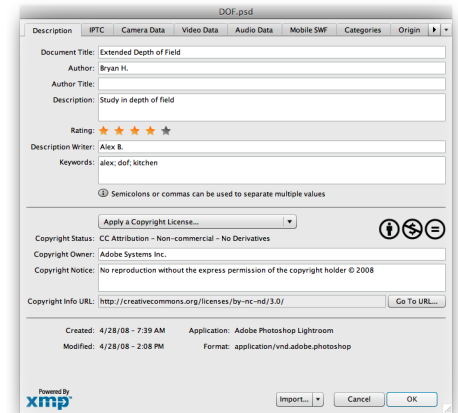 DOF.psd
Description IPTC Camera Data Video Data Audio Data Mobile SWF Categories Origin
Document Title: Extended Depth of Field
Author: Bryan H.
Author Title:
Description: Study in depth of field
Rating:
Description Writer: Alex B.
Keywords: alex; dof; kitchen
Semicolons or commas can be used to separate multiple values
Apply a Copyright License...
Copyright Status: CC Attribution - Non-commercial - No Derivatives
Copyright Owner: Adobe Systems Inc.
Copyright Notice: No reproduction without the express permission of the copyright holder © 2008
Copyright Info URL: http://creativecommons.org/licenses/by-nc-nd/3.0/ Go To URL...
Created: 4/28/08 - 7:39 AM Application: Adobe Photoshop Lightroom
Modified: 4/28/08 - 2:08 PM Format: application/vnd.adobe.photoshop
Powered By
xmp
Import... Cancel OK